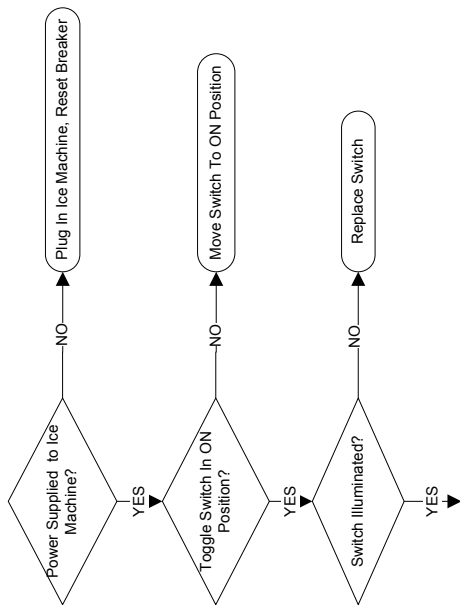 Power Supplied to Ice
Machine?
NO
Plug In Ice Machine, Reset Breaker
YES
Toggle Switch In ON
Position?
NO
Move Switch To ON Position
YES
Switch Illuminated?
NO
Replace Switch
YES